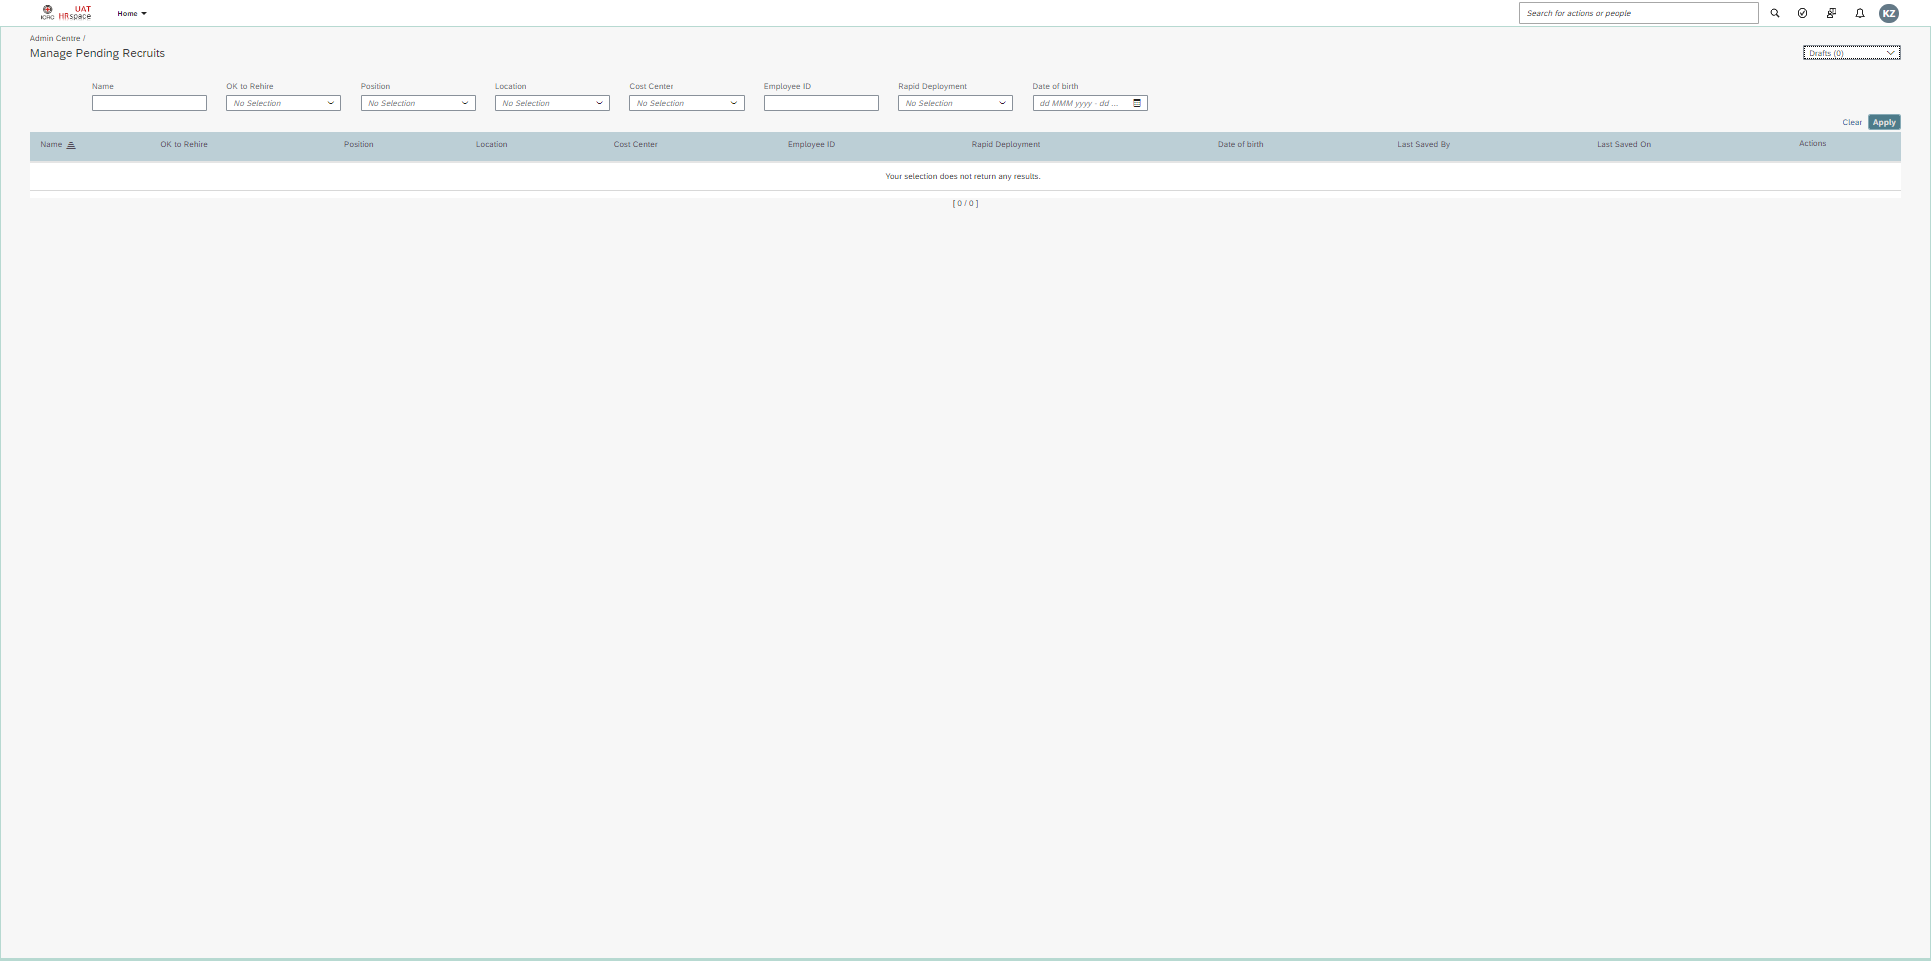 UAT
ICRC HRspace
Home
Search for actions or people
KZ
Admin Centre /
Manage Pending Recruits
Drafts (0)
Name OK to Rehire Position Location Cost Center Employee ID Rapid Deployment Date of birth
No Selection No Selection No Selection No Selection No Selection dd MMM yyyy - dd ...
Clear Apply
Name OK to Rehire Position Location Cost Center Employee ID Rapid Deployment Date of birth Last Saved By Last Saved On Actions
Your selection does not return any results.
[ 0 / 0 ]